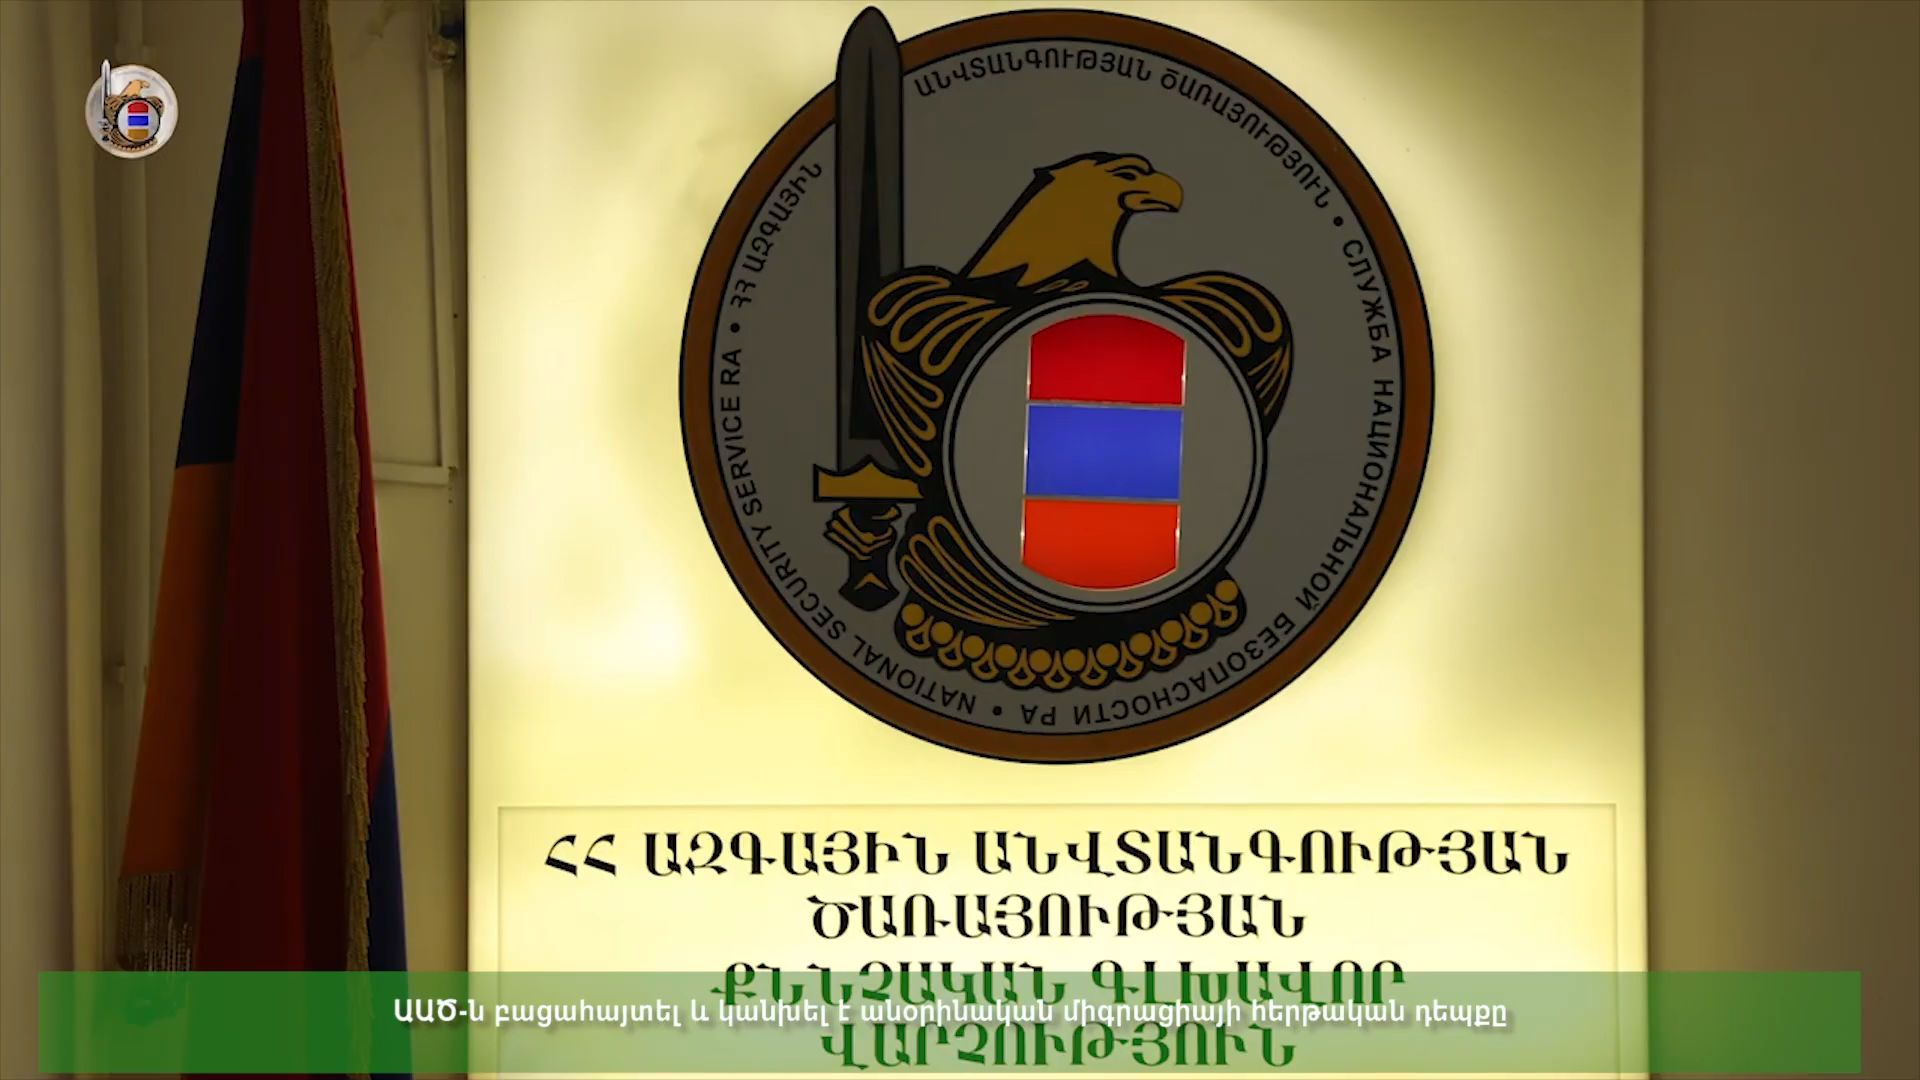 ՀՀ ԱԶԳԱՅԻՆ ԱՆՎՏԱՆԳՈՒԹՅԱՆ ԾԱՌԱՅՈՒԹՅՈՒՆ • СЛУЖБА НАЦИОНАЛЬНОЙ БЕЗОПАСНОСТИ РА • NATIONAL SECURITY SERVICE RA •
ՀՀ ԱԶԳԱՅԻՆ ԱՆՎՏԱՆԳՈՒԹՅԱՆ
ԾԱՌԱՅՈՒԹՅԱՆ
ՔՆՆՉԱԿԱՆ ԳԼԽԱՎՈՐ
ԱԱԾ-ն բացահայտել և կանխել է անօրինական միգրացիայի հերթական դեպքը
ՎԱՐՉՈՒԹՅՈՒՆ